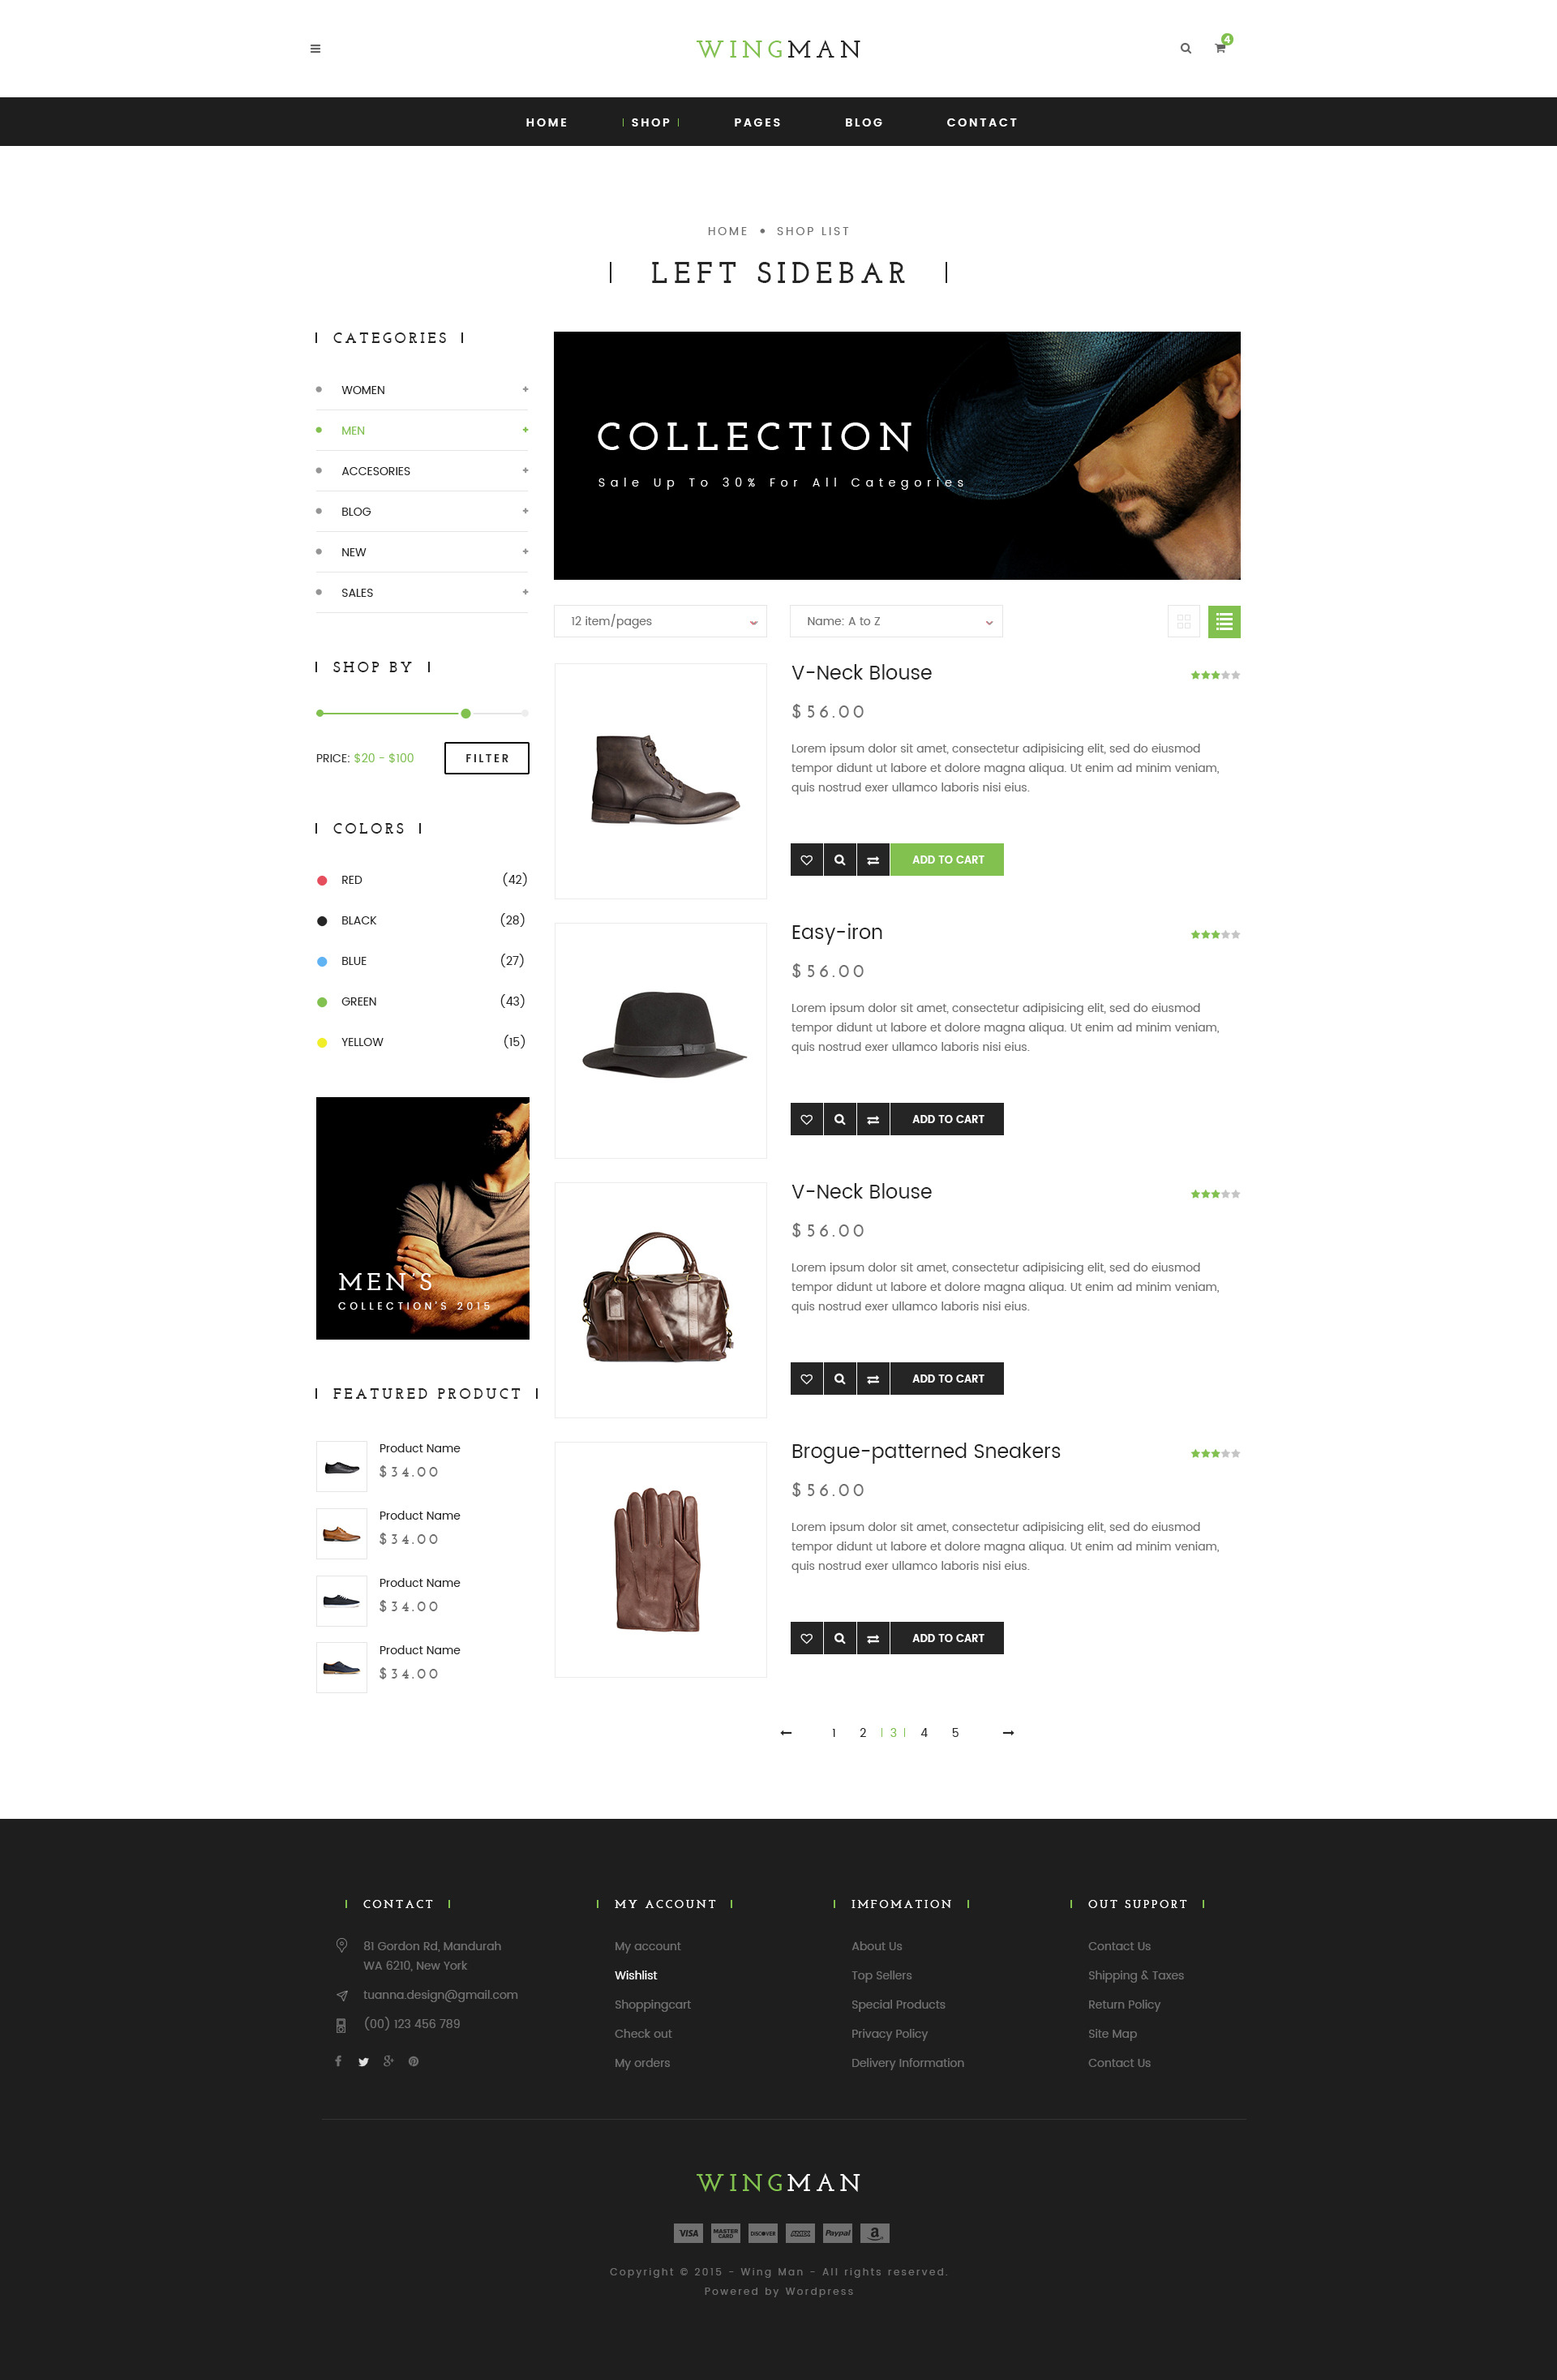 WINGMAN
4
HOME SHOP PAGES BLOG CONTACT
HOME • SHOP LIST
LEFT SIDEBAR
CATEGORIES
WOMEN +
MEN +
ACCESORIES +
BLOG +
NEW +
SALES +
SHOP BY
PRICE: $20 - $100 FILTER
COLORS
RED (42)
BLACK (28)
BLUE (27)
GREEN (43)
YELLOW (15)
MEN'S
COLLECTION'S 2015
FEATURED PRODUCT
Product Name
$34.00
Product Name
$34.00
Product Name
$34.00
Product Name
$34.00
COLLECTION
Sale Up To 30% For All Categories
12 item/pages Name: A to Z
V-Neck Blouse
$56.00
Lorem ipsum dolor sit amet, consectetur adipisicing elit, sed do eiusmod
tempor didunt ut labore et dolore magna aliqua. Ut enim ad minim veniam,
quis nostrud exer ullamco laboris nisi eius.
ADD TO CART
Easy-iron
$56.00
Lorem ipsum dolor sit amet, consectetur adipisicing elit, sed do eiusmod
tempor didunt ut labore et dolore magna aliqua. Ut enim ad minim veniam,
quis nostrud exer ullamco laboris nisi eius.
ADD TO CART
V-Neck Blouse
$56.00
Lorem ipsum dolor sit amet, consectetur adipisicing elit, sed do eiusmod
tempor didunt ut labore et dolore magna aliqua. Ut enim ad minim veniam,
quis nostrud exer ullamco laboris nisi eius.
ADD TO CART
Brogue-patterned Sneakers
$56.00
Lorem ipsum dolor sit amet, consectetur adipisicing elit, sed do eiusmod
tempor didunt ut labore et dolore magna aliqua. Ut enim ad minim veniam,
quis nostrud exer ullamco laboris nisi eius.
ADD TO CART
1 2 3 4 5
CONTACT
81 Gordon Rd, Mandurah
WA 6210, New York
tuanna.design@gmail.com
(00) 123 456 789
MY ACCOUNT
My account
Wishlist
Shoppingcart
Check out
My orders
IMFOMATION
About Us
Top Sellers
Special Products
Privacy Policy
Delivery Information
OUT SUPPORT
Contact Us
Shipping & Taxes
Return Policy
Site Map
Contact Us
WINGMAN
VISA MASTER CARD DISCOVER Paypal a
Copyright © 2015 - Wing Man - All rights reserved.
Powered by Wordpress